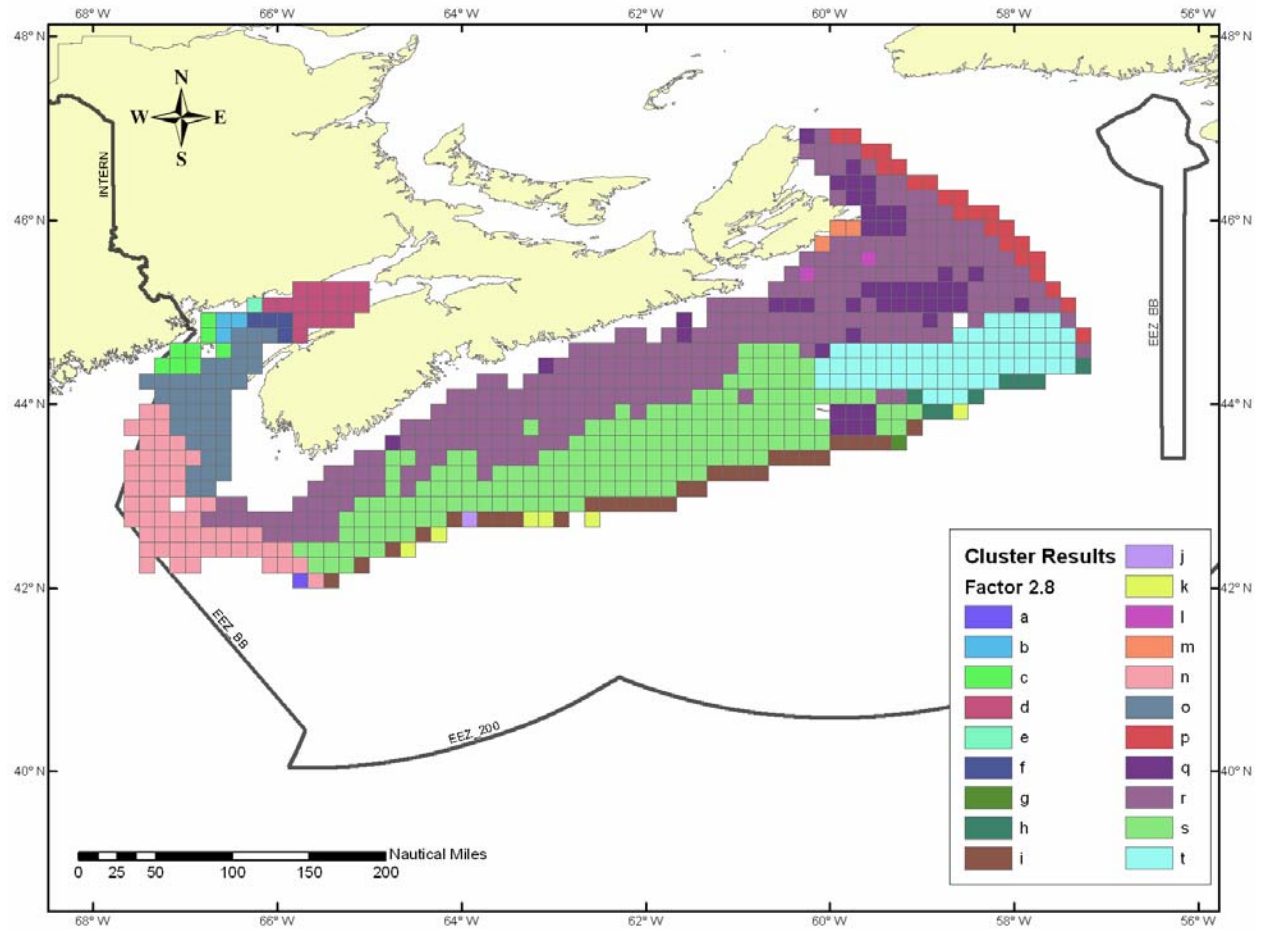 68° W 66° W 64° W 62° W 60° W 58° W 56° W
48° N 48° N
N
W E
S
INTERN
46° N 46° N
EEZ_BB
44° N 44° N
42° N 42° N
EEZ_BB
EEZ_200
40° N 40° N
Cluster Results
Factor 2.8
a
b
c
d
e
f
g
h
i
j
k
l
m
n
o
p
q
r
s
t
Nautical Miles
0 25 50 100 150 200
68° W 66° W 64° W 62° W 60° W 58° W 56° W